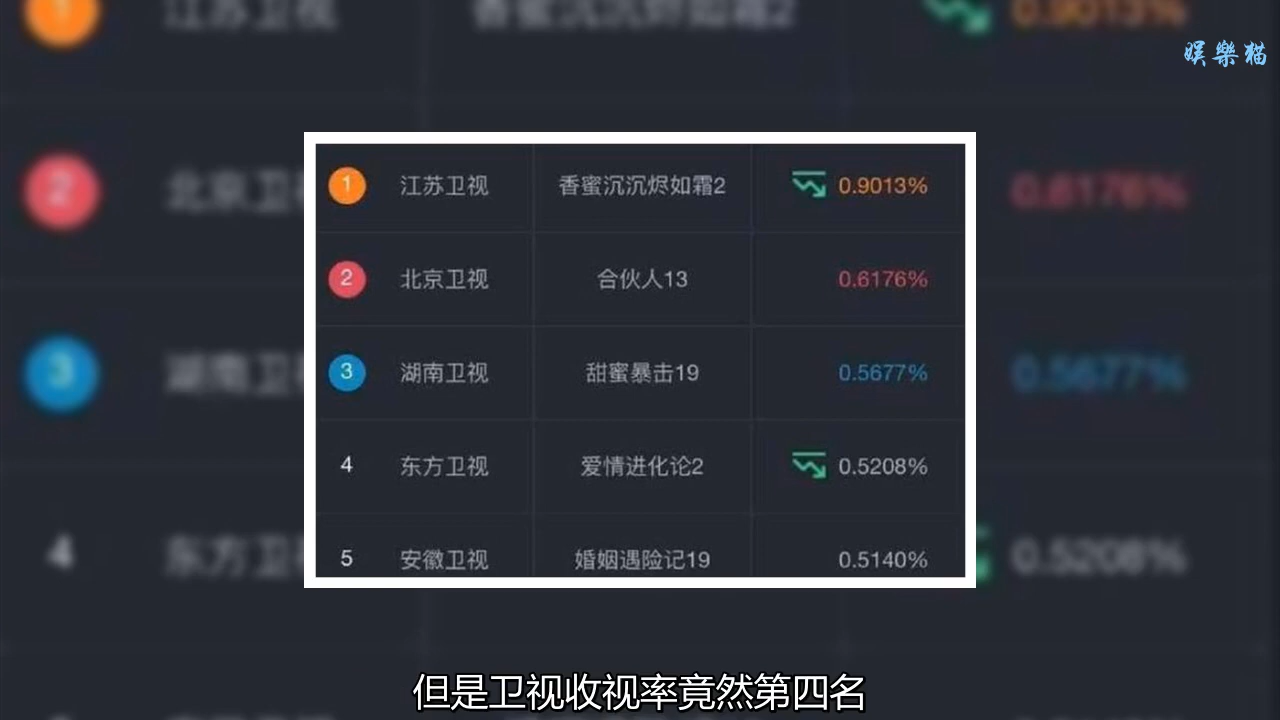 娱樂猫
1 江苏卫视 香蜜沉沉烬如霜2 0.9013%
2 北京卫视 合伙人13 0.6176%
3 湖南卫视 甜蜜暴击19 0.5677%
4 东方卫视 爱情进化论2 0.5208%
5 安徽卫视 婚姻遇险记19 0.5140%
但是卫视收视率竟然第四名